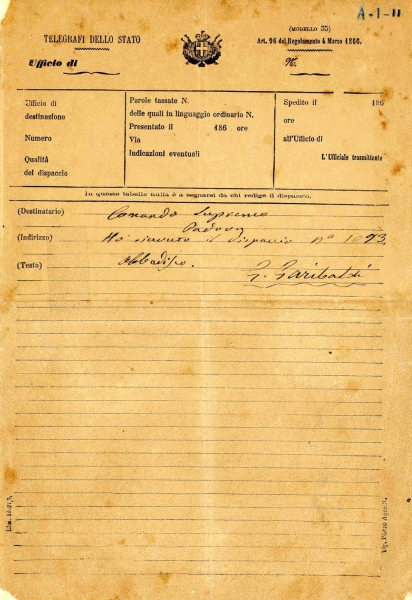 A-1-11
(MODELLO 35)
TELEGRAFI DELLO STATO
Art. 96 del Regolamento 4 Marzo 1866.
Ufficio di
N.
Ufficio di
destinazione
Numero
Qualità
del dispaccio
Parole tassate N.
delle quali in linguaggio ordinario N.
Presentato il 186 ore
Via
Indicazioni eventuali
Spedito il 186
ore
all'Ufficio di
L'Ufficiale trasmittente
In queste tabelle nulla è a segnarsi da chi redige il dispaccio.
(Destinatario) Comando Supremo
Padova
(Indirizzo) Ho ricevuto il dispaccio n° 1073.
(Testo) Obbedisco.
G. Garibaldi